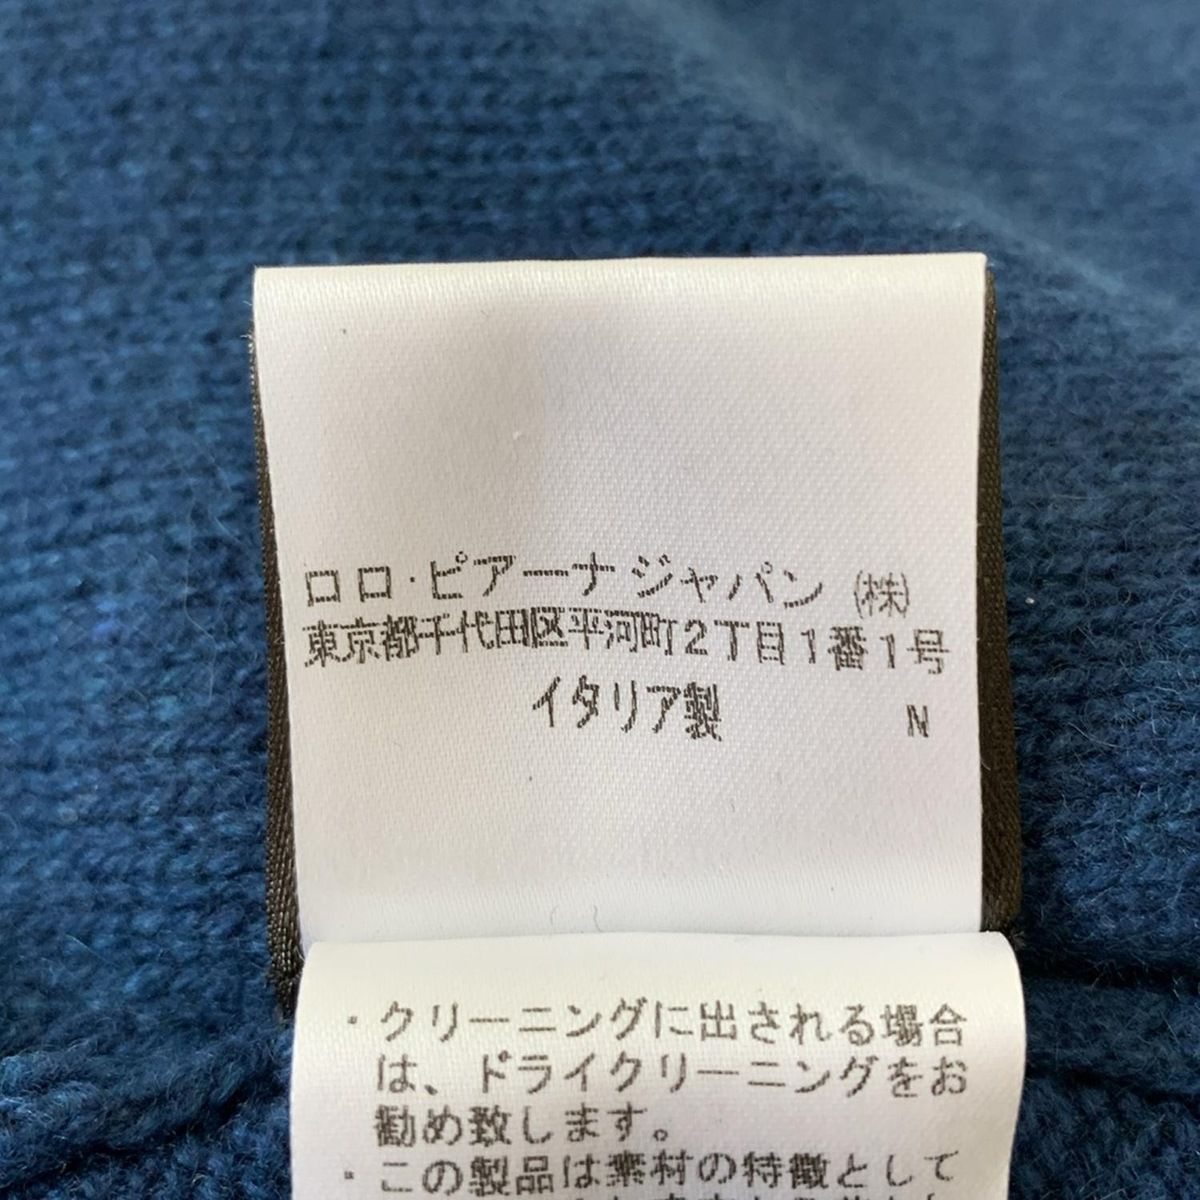 ロロ・ピアーナジャパン (株)
東京都千代田区平河町2丁目1番1号
イタリア製 N
・クリーニングに出される場合
は、ドライクリーニングをお
勧め致します。
・この製品は素材の特徴として